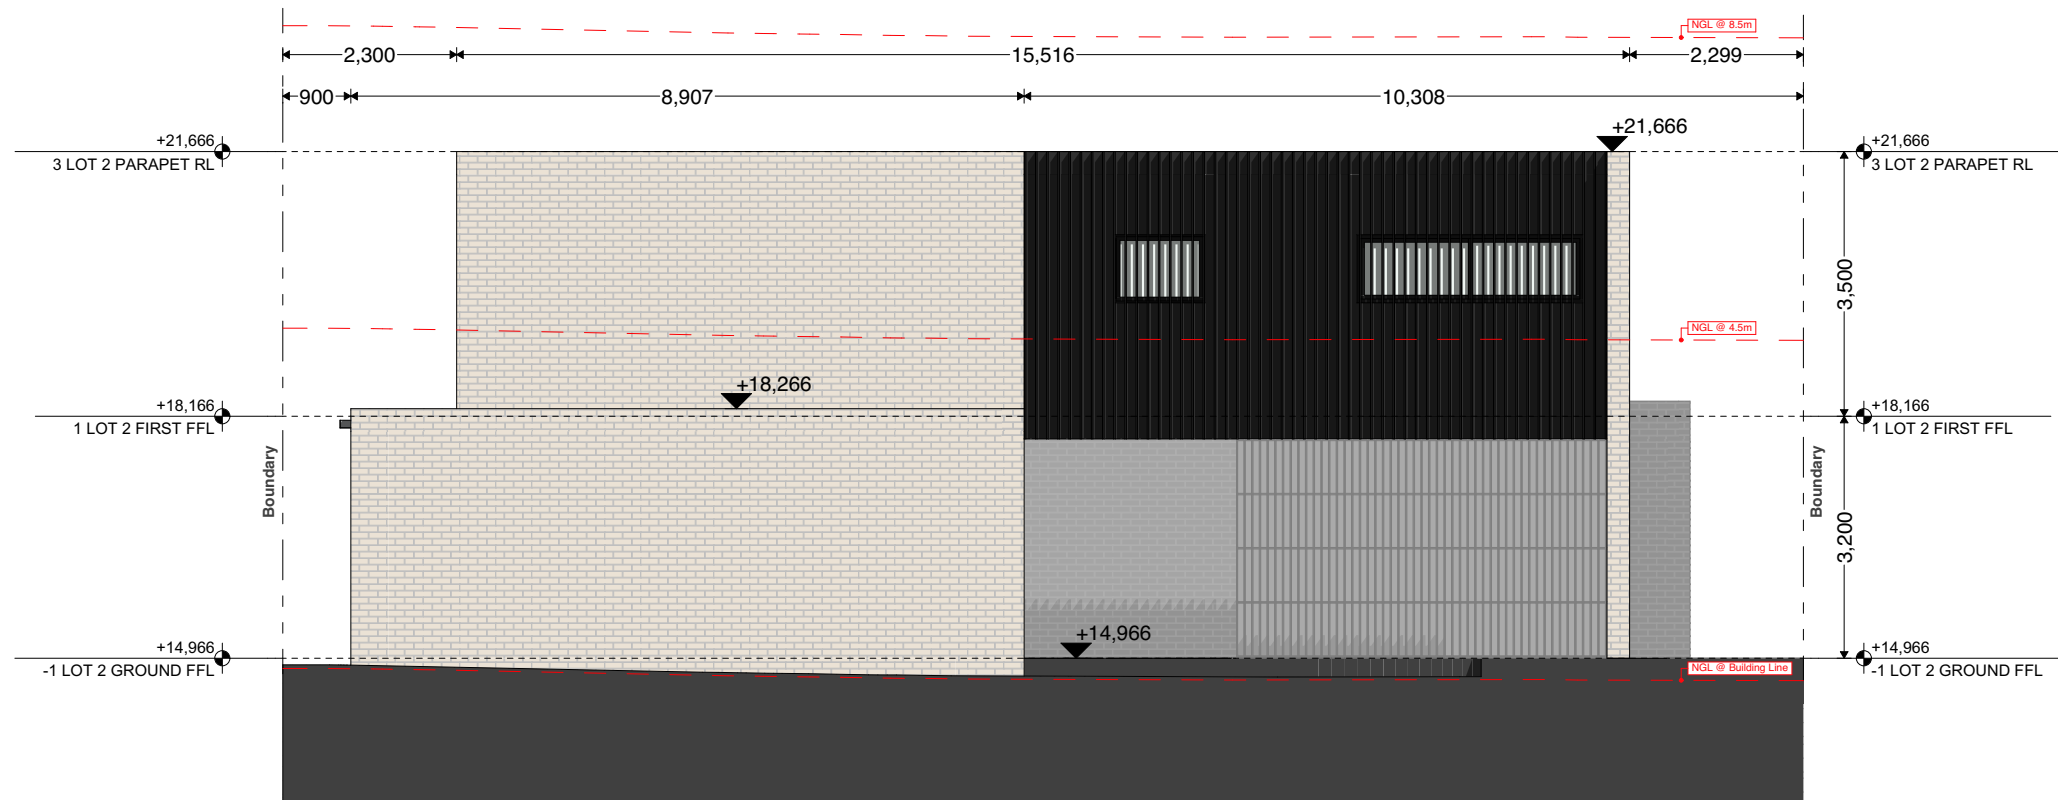 NGL @ 8.5m
2,300
15,516
2,299
900
8,907
10,308
+21,666
3 LOT 2 PARAPET RL
+21,666
+21,666
3 LOT 2 PARAPET RL
3,500
NGL @ 4.5m
+18,266
+18,166
1 LOT 2 FIRST FFL
+18,166
1 LOT 2 FIRST FFL
Boundary
Boundary
3,200
+14,966
+14,966
-1 LOT 2 GROUND FFL
+14,966
-1 LOT 2 GROUND FFL
NGL @ Building Line